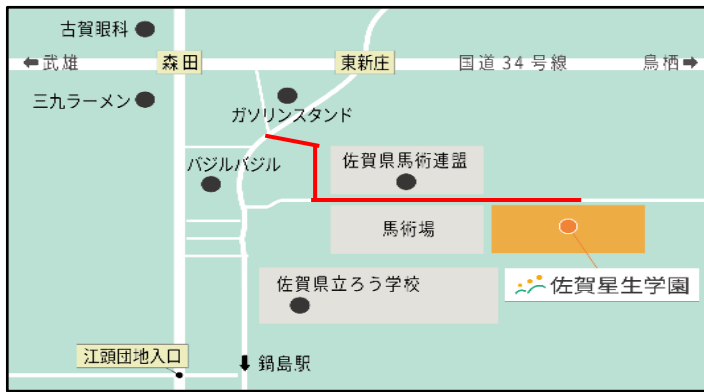 古賀眼科
←武雄
森田
東新庄
国道34号線
鳥栖→
三九ラーメン
ガソリンスタンド
バジルバジル
佐賀県馬術連盟
馬術場
佐賀県立ろう学校
佐賀星生学園
江頭団地入口
鍋島駅